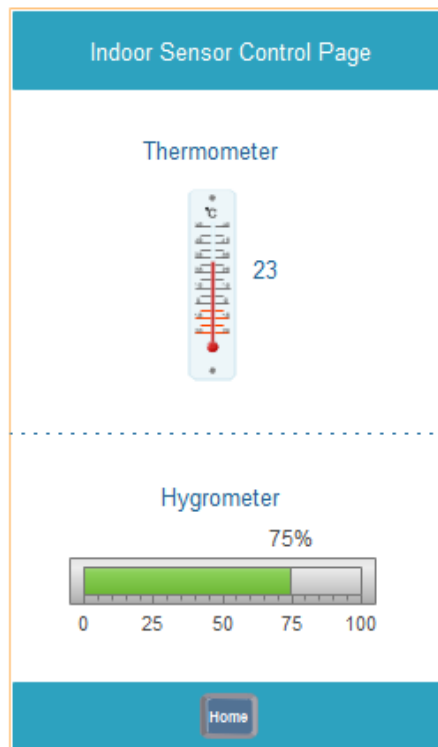 Indoor Sensor Control Page
Thermometer
°C
23
Hygrometer
75%
0 25 50 75 100
Home